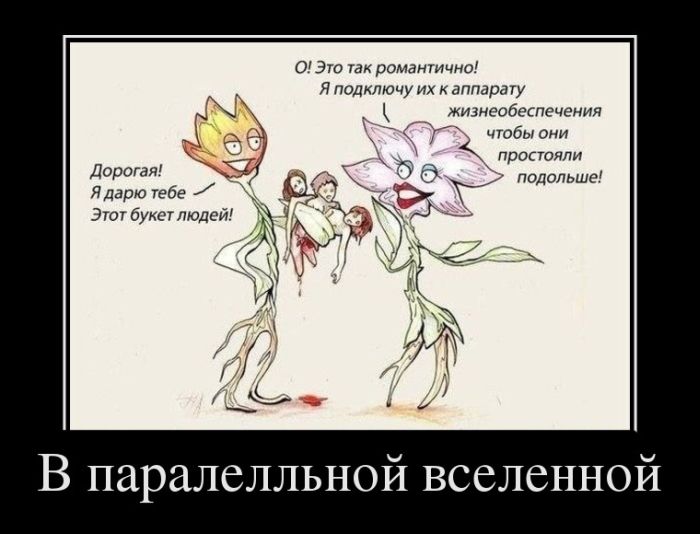 О! Это так романтично!
Я подключу их к аппарату
жизнеобеспечения
чтобы они
простояли
подольше!
Дорогая!
Я дарю тебе
Этот букет людей!
В паралелльной вселенной